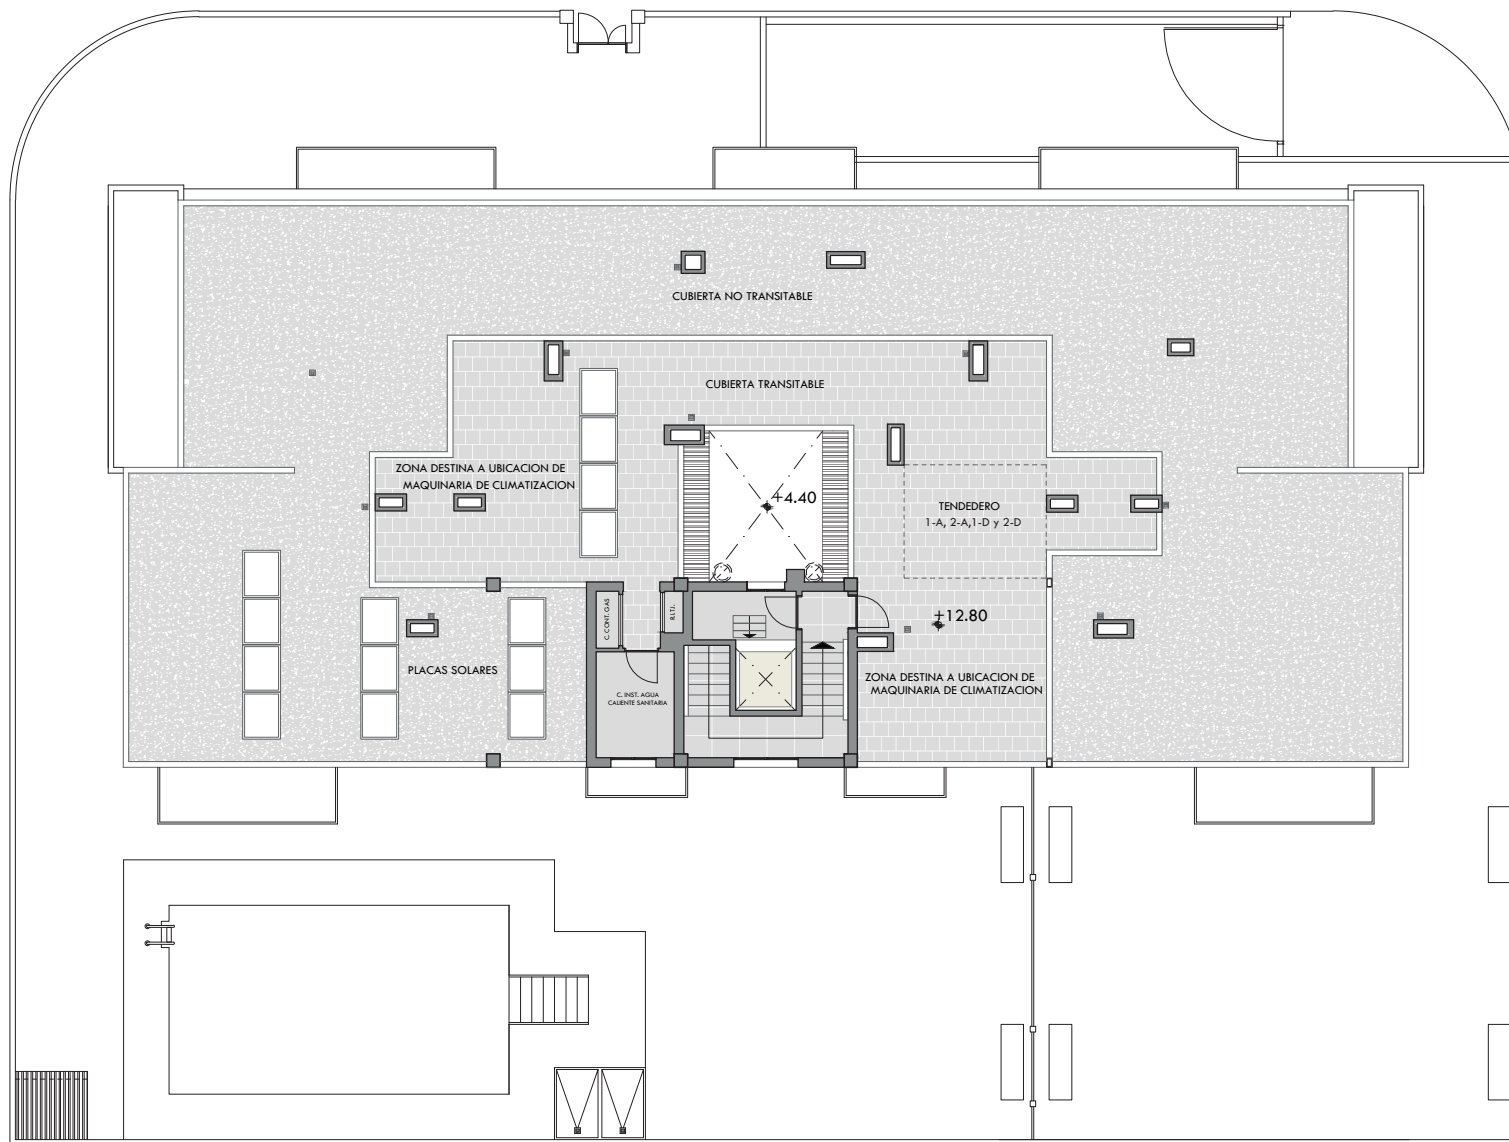 CUBIERTA NO TRANSITABLE
CUBIERTA TRANSITABLE
ZONA DESTINA A UBICACION DE
MAQUINARIA DE CLIMATIZACION
+4.40
TENDEDERO
1-A, 2-A,1-D y 2-D
C. CONT. GAS
R.I.T.I.
+12.80
PLACAS SOLARES
C. INST. AGUA
CALIENTE SANITARIA
ZONA DESTINA A UBICACION DE
MAQUINARIA DE CLIMATIZACION